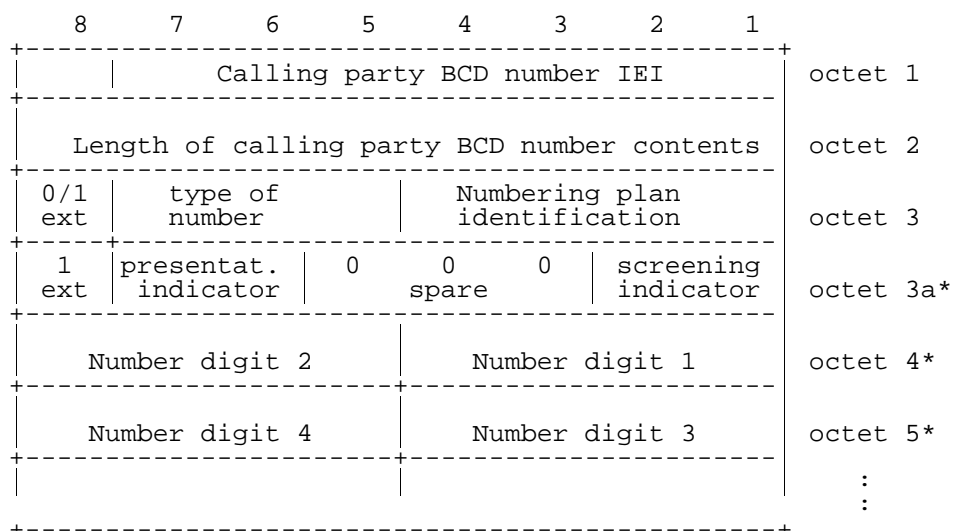 8 7 6 5 4 3 2 1
Calling party BCD number IEI octet 1
Length of calling party BCD number contents octet 2
0/1 type of Numbering plan
ext number identification octet 3
1 presentat. 0 0 0 screening
ext indicator spare indicator octet 3a*
Number digit 2 Number digit 1 octet 4*
Number digit 4 Number digit 3 octet 5*
:
: